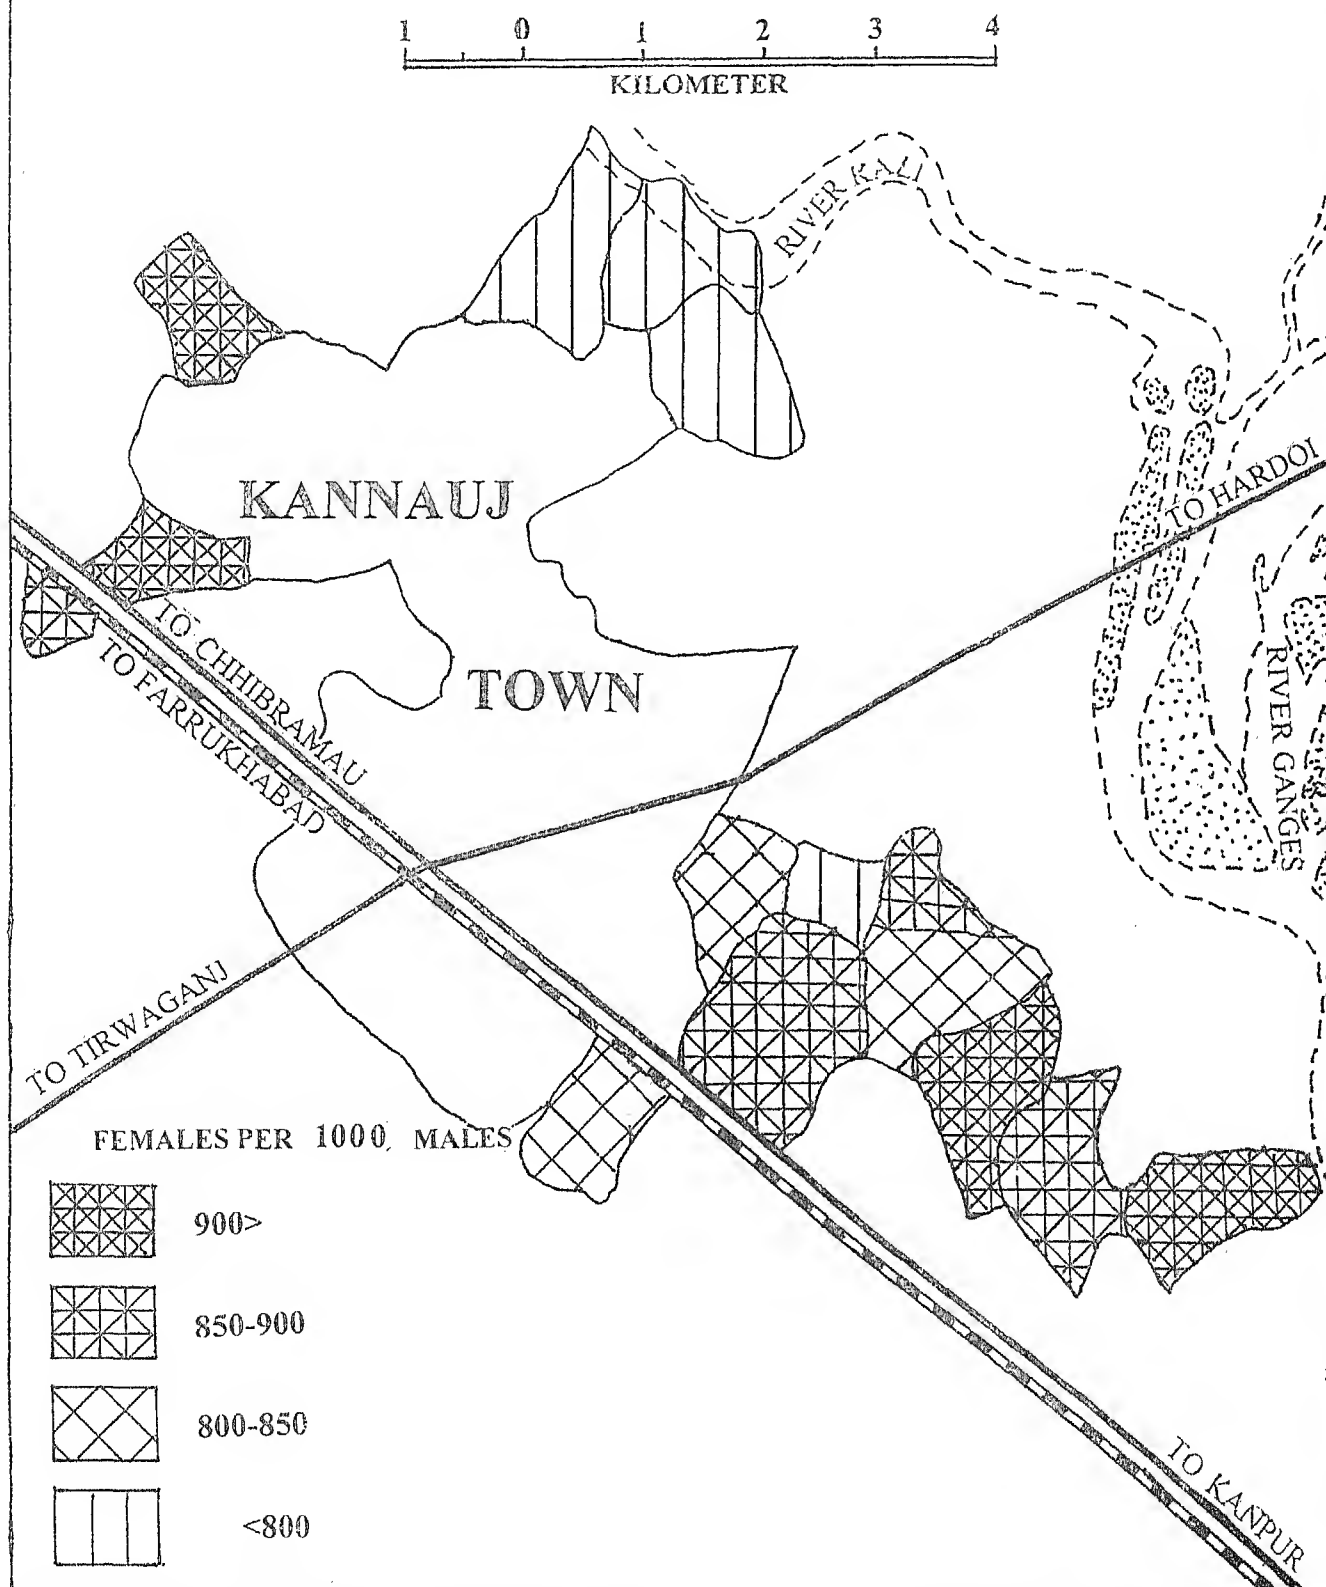 1 0 1 2 3 4
KILOMETER
RIVER KALI
KANNAUJ
TO HARDOI
TOWN
TO CHHIBRAMAU
TO FARRUKHABAD
RIVER GANGES
TO TIRWAGANJ
FEMALES PER 1000, MALES
900>
850-900
800-850
<800
TO KANPUR